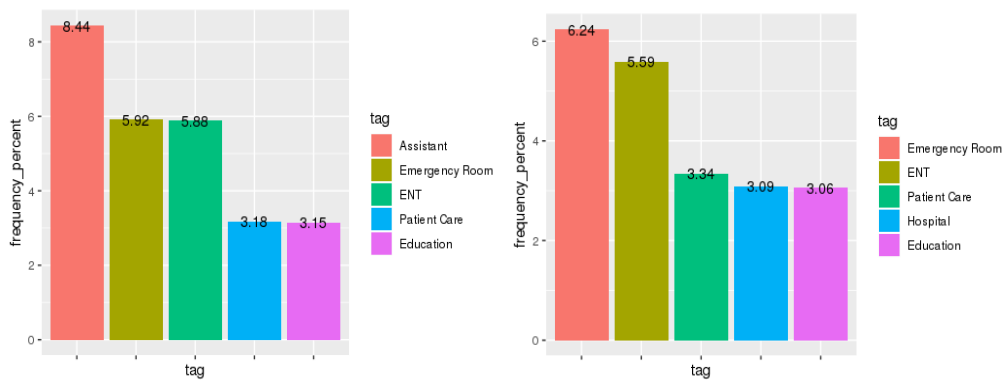 frequency_percent
8
6
4
2
0
8.44
5.92
5.88
3.18
3.15
tag
tag
Assistant
Emergency Room
ENT
Patient Care
Education
frequency_percent
6
4
2
0
6.24
5.59
3.34
3.09
3.06
tag
tag
Emergency Room
ENT
Patient Care
Hospital
Education